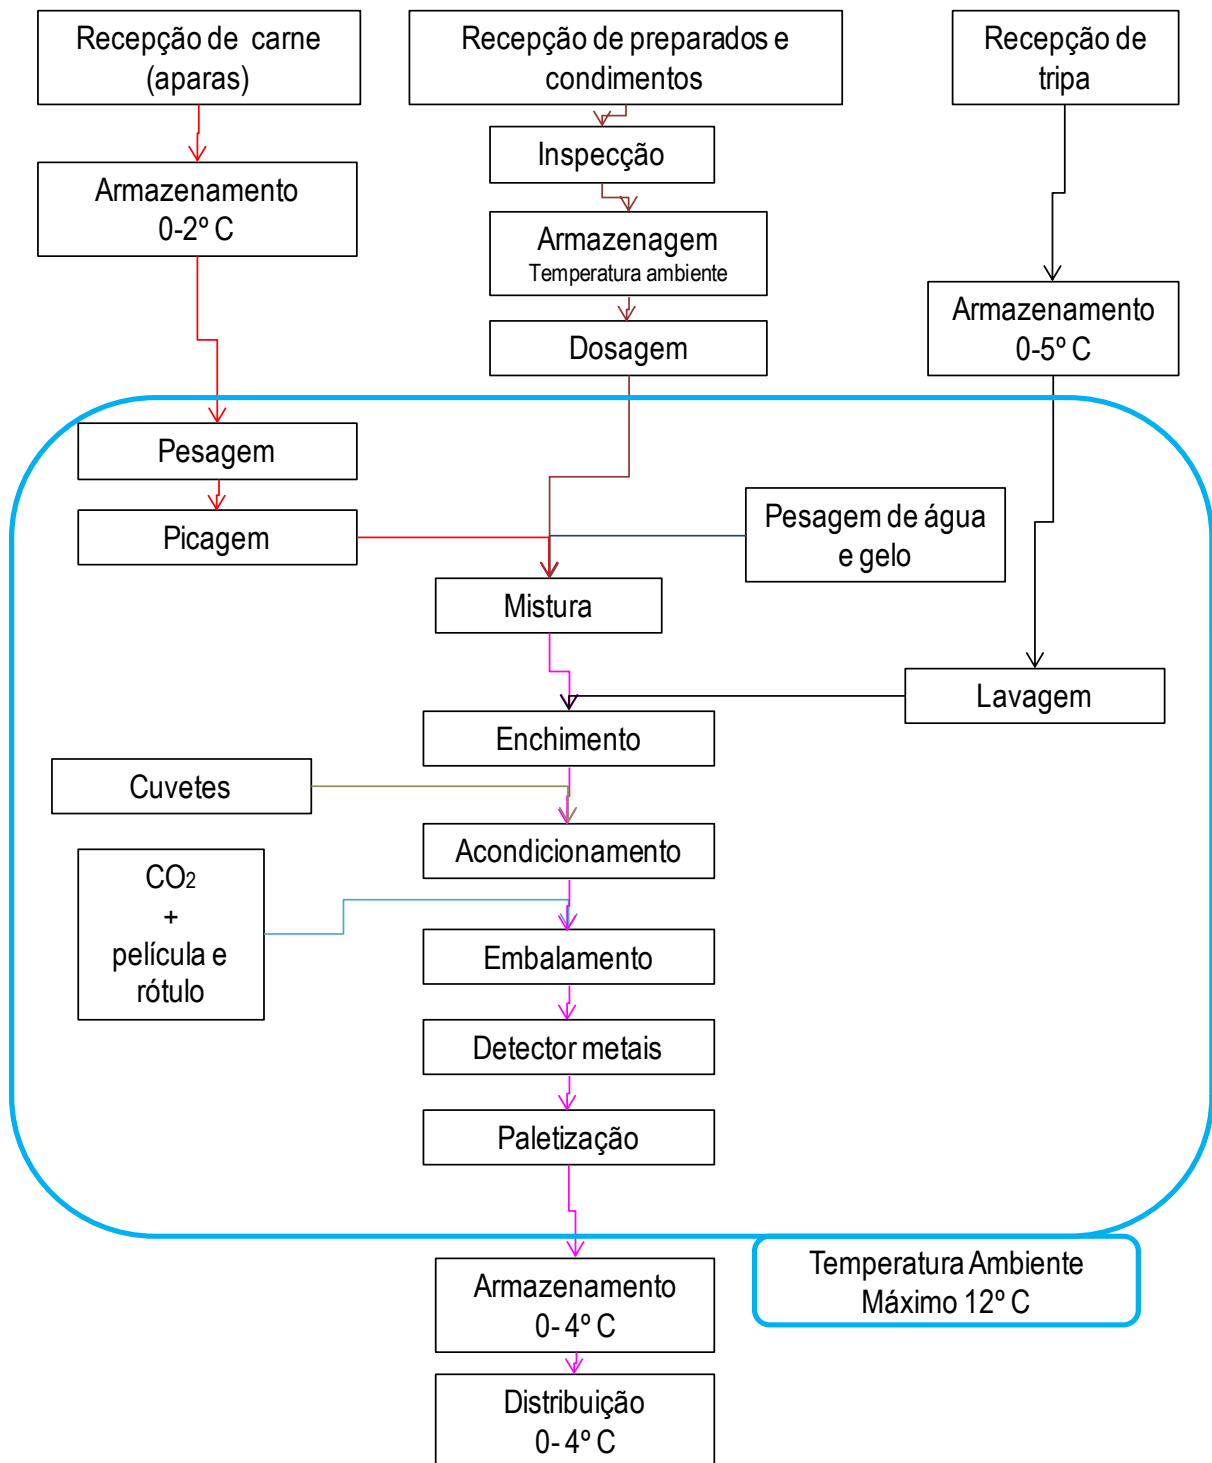 Recepção de carne
(aparas)
Recepção de preparados e
condimentos
Recepção de
tripa
Inspecção
Armazenamento
0-2º C
Armazenagem
Temperatura ambiente
Armazenamento
0-5º C
Dosagem
Pesagem
Picagem
Pesagem de água
e gelo
Mistura
Lavagem
Enchimento
Cuvetes
Acondicionamento
CO2
+
película e
rótulo
Embalamento
Detector metais
Paletização
Temperatura Ambiente
Máximo 12º C
Armazenamento
0- 4º C
Distribuição
0- 4º C